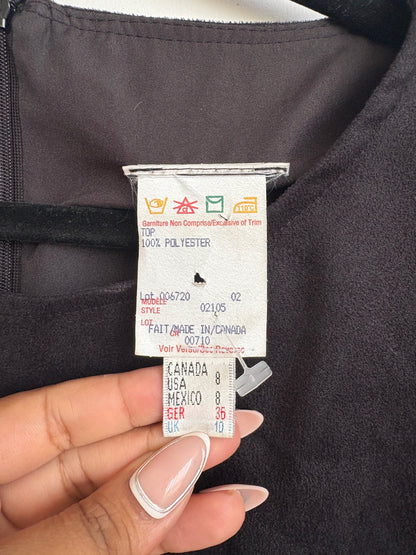 110°C
Garniture Non Comprise/Exclusive of Trim
TOP
100% POLYESTER
Lot.006720 02
MODELE
STYLE 02105
LOT
FAIT/MADE IN/CANADA
00710
Voir Verso/See Reverse
CANADA 8
USA
MEXICO 8
GER 36
UK 10